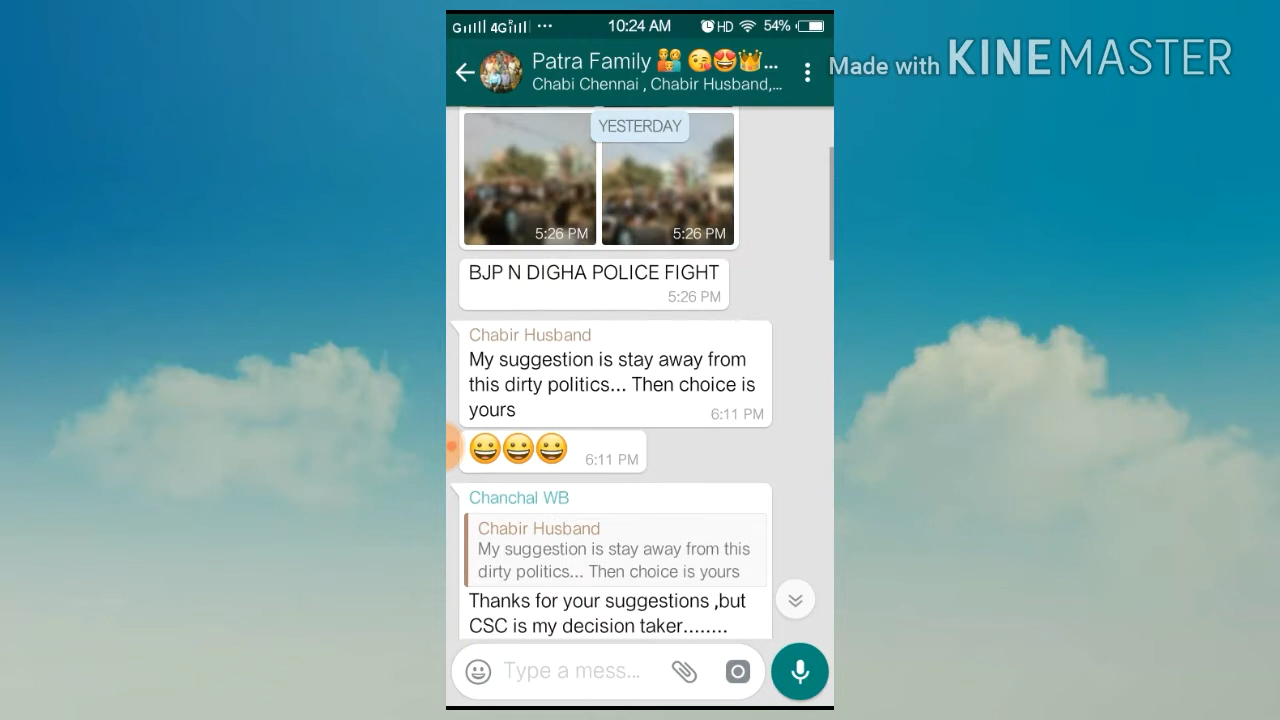 4G
10:24 AM
HD
54%
Made with KINEMASTER
Patra Family
Chabi Chennai , Chabir Husband,...
YESTERDAY
5:26 PM
5:26 PM
BJP N DIGHA POLICE FIGHT
5:26 PM
Chabir Husband
My suggestion is stay away from
this dirty politics... Then choice is
yours
6:11 PM
😀😀😀
6:11 PM
Chanchal WB
Chabir Husband
My suggestion is stay away from this
dirty politics... Then choice is yours
Thanks for your suggestions ,but
CSC is my decision taker........
Type a mess...